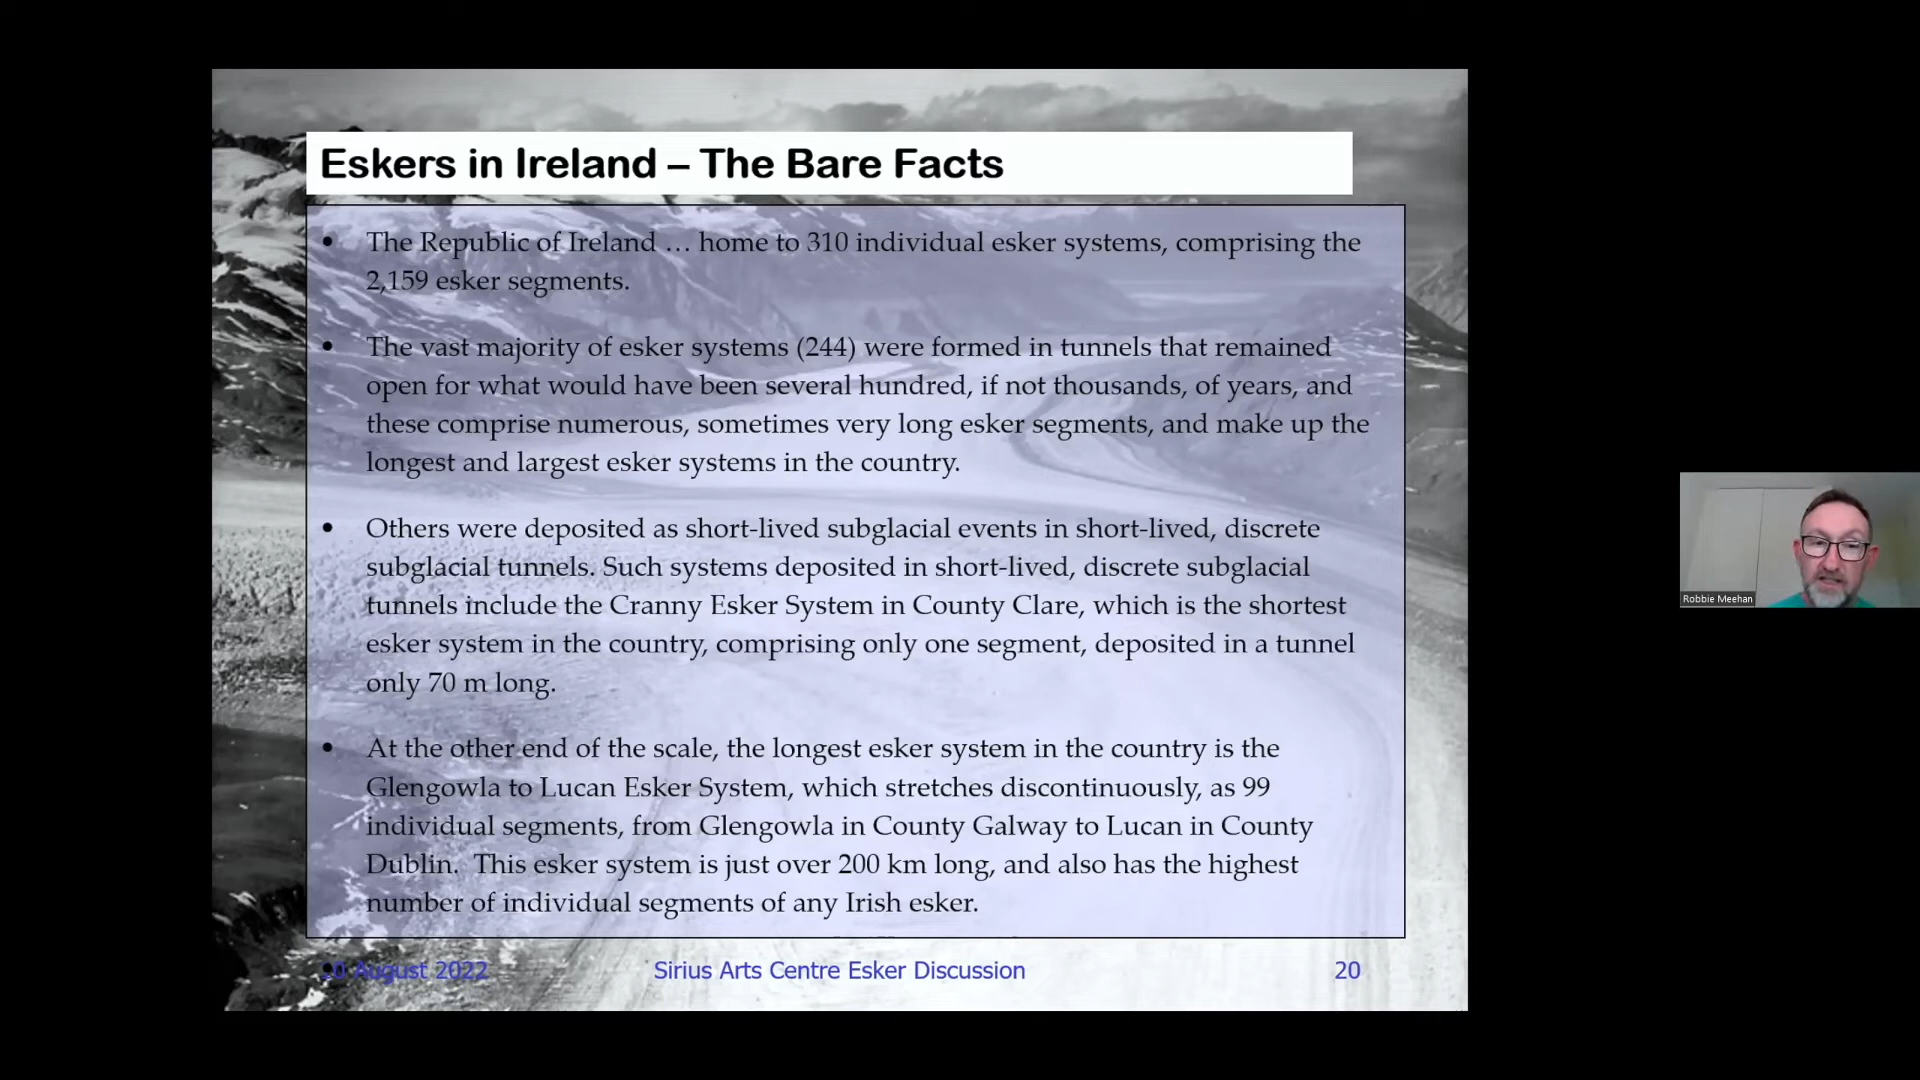 Eskers in Ireland – The Bare Facts
• The Republic of Ireland … home to 310 individual esker systems, comprising the
2,159 esker segments.
• The vast majority of esker systems (244) were formed in tunnels that remained
open for what would have been several hundred, if not thousands, of years, and
these comprise numerous, sometimes very long esker segments, and make up the
longest and largest esker systems in the country.
• Others were deposited as short-lived subglacial events in short-lived, discrete
subglacial tunnels. Such systems deposited in short-lived, discrete subglacial
tunnels include the Cranny Esker System in County Clare, which is the shortest
esker system in the country, comprising only one segment, deposited in a tunnel
only 70 m long.
• At the other end of the scale, the longest esker system in the country is the
Glengowla to Lucan Esker System, which stretches discontinuously, as 99
individual segments, from Glengowla in County Galway to Lucan in County
Dublin.  This esker system is just over 200 km long, and also has the highest
number of individual segments of any Irish esker.
August 2022
Sirius Arts Centre Esker Discussion
20
Robbie Meehan